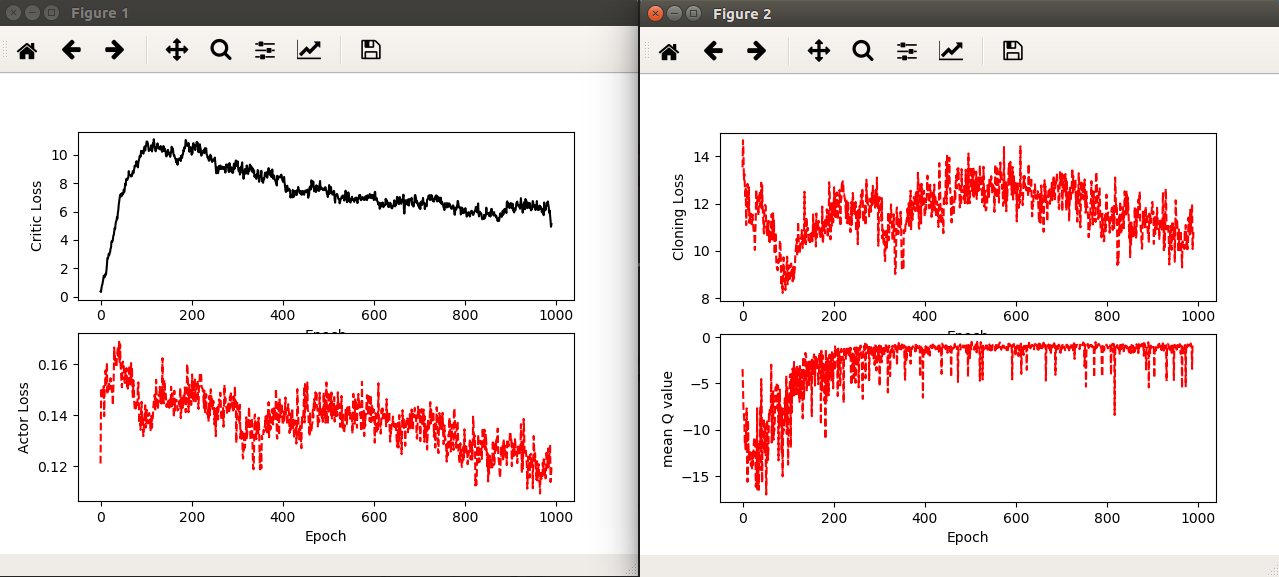 Figure 1
Critic Loss
10
8
6
4
2
0
0 200 400 600 800 1000
Epoch
Actor Loss
0.16
0.14
0.12
0 200 400 600 800 1000
Epoch
Figure 2
Cloning Loss
14
12
10
8
0 200 400 600 800 1000
Epoch
mean Q value
0
−5
−10
−15
0 200 400 600 800 1000
Epoch